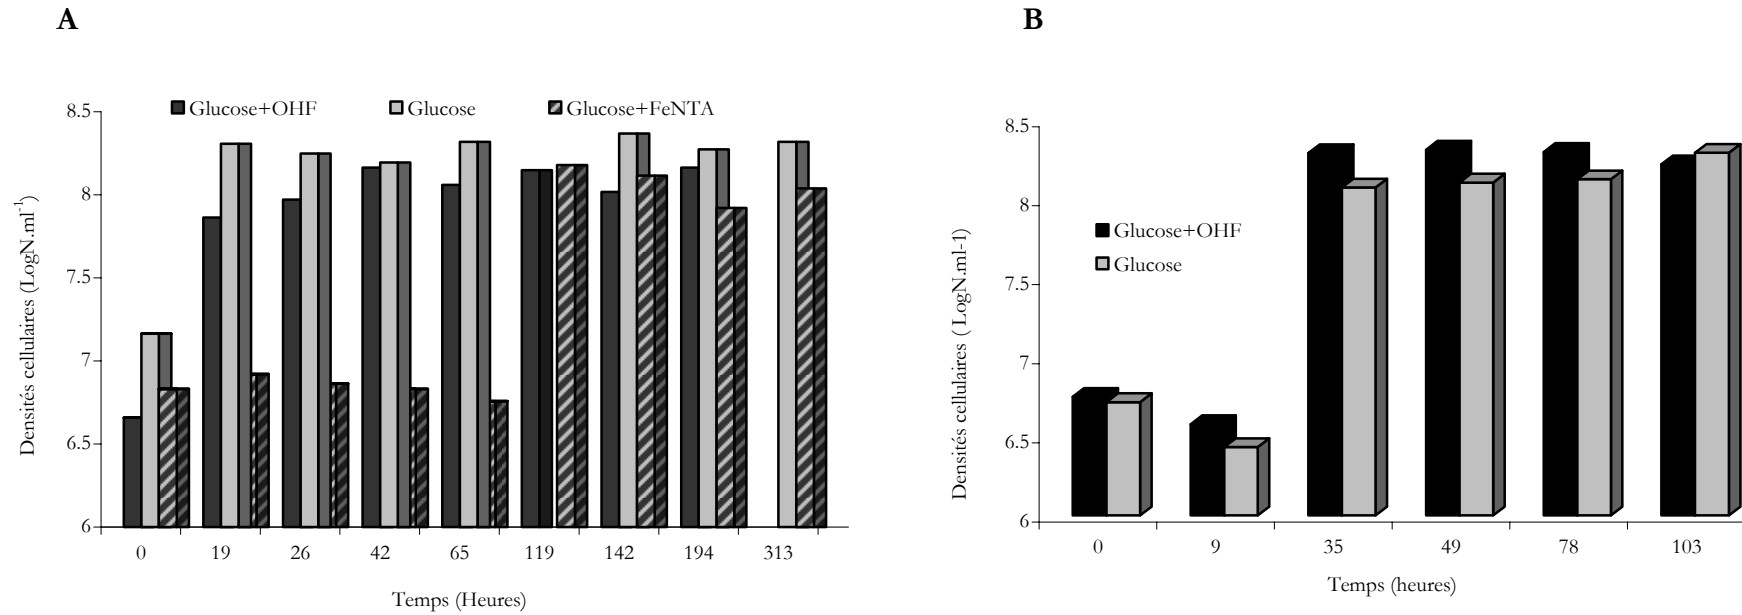 A
Glucose+OHF Glucose Glucose+FeNTA
8.5
8
7.5
7
6.5
6
Densités cellulaires (LogN.ml-1)
0 19 26 42 65 119 142 194 313
Temps (Heures)
B
8.5
8
7.5
7
6.5
6
Densités cellulaires ( LogN.ml-1)
Glucose+OHF
Glucose
0 9 35 49 78 103
Temps (heures)